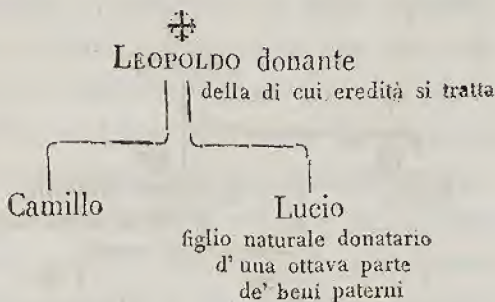 LEOPOLDO donante
della di cui eredità si tratta
Camillo
Lucio
figlio naturale donatario
d' una ottava parte
de' beni paterni